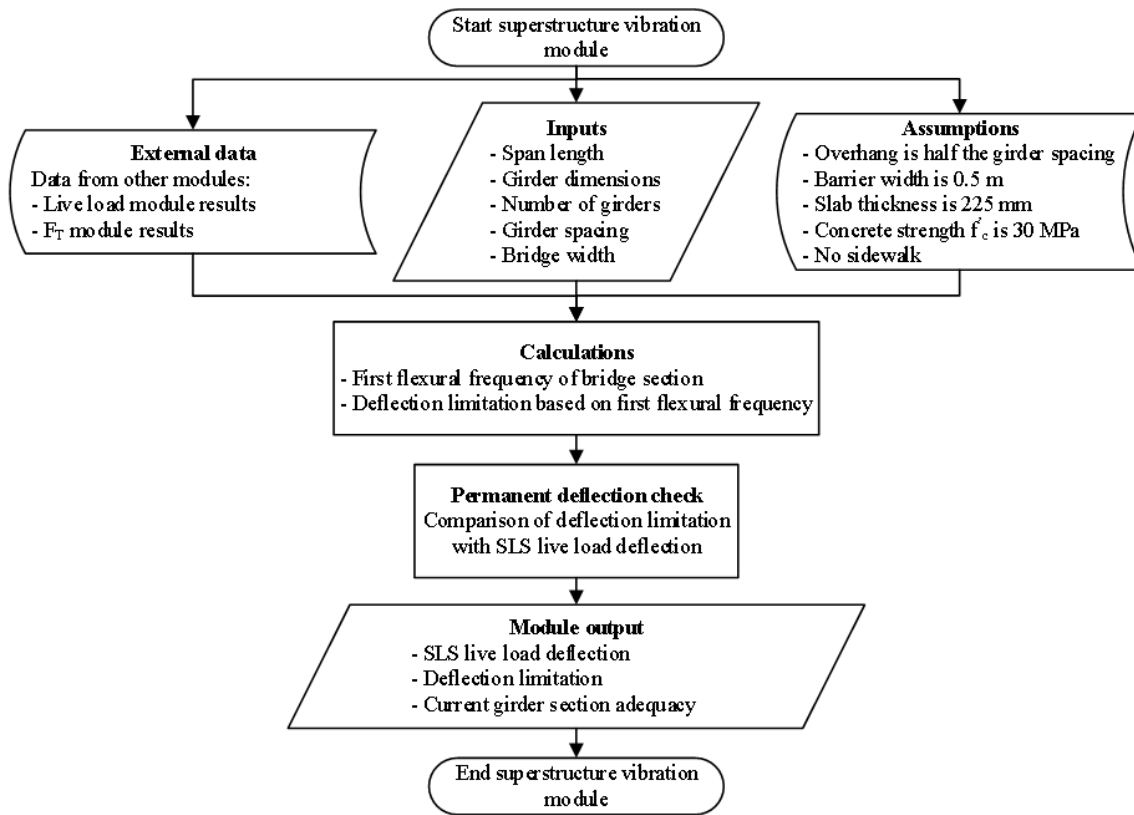 Start superstructure vibration
module
External data
Data from other modules:
- Live load module results
- F_T module results
Inputs
- Span length
- Girder dimensions
- Number of girders
- Girder spacing
- Bridge width
Assumptions
- Overhang is half the girder spacing
- Barrier width is 0.5 m
- Slab thickness is 225 mm
- Concrete strength f'c is 30 MPa
- No sidewalk
Calculations
- First flexural frequency of bridge section
- Deflection limitation based on first flexural frequency
Permanent deflection check
Comparison of deflection limitation
with SLS live load deflection
Module output
- SLS live load deflection
- Deflection limitation
- Current girder section adequacy
End superstructure vibration
module